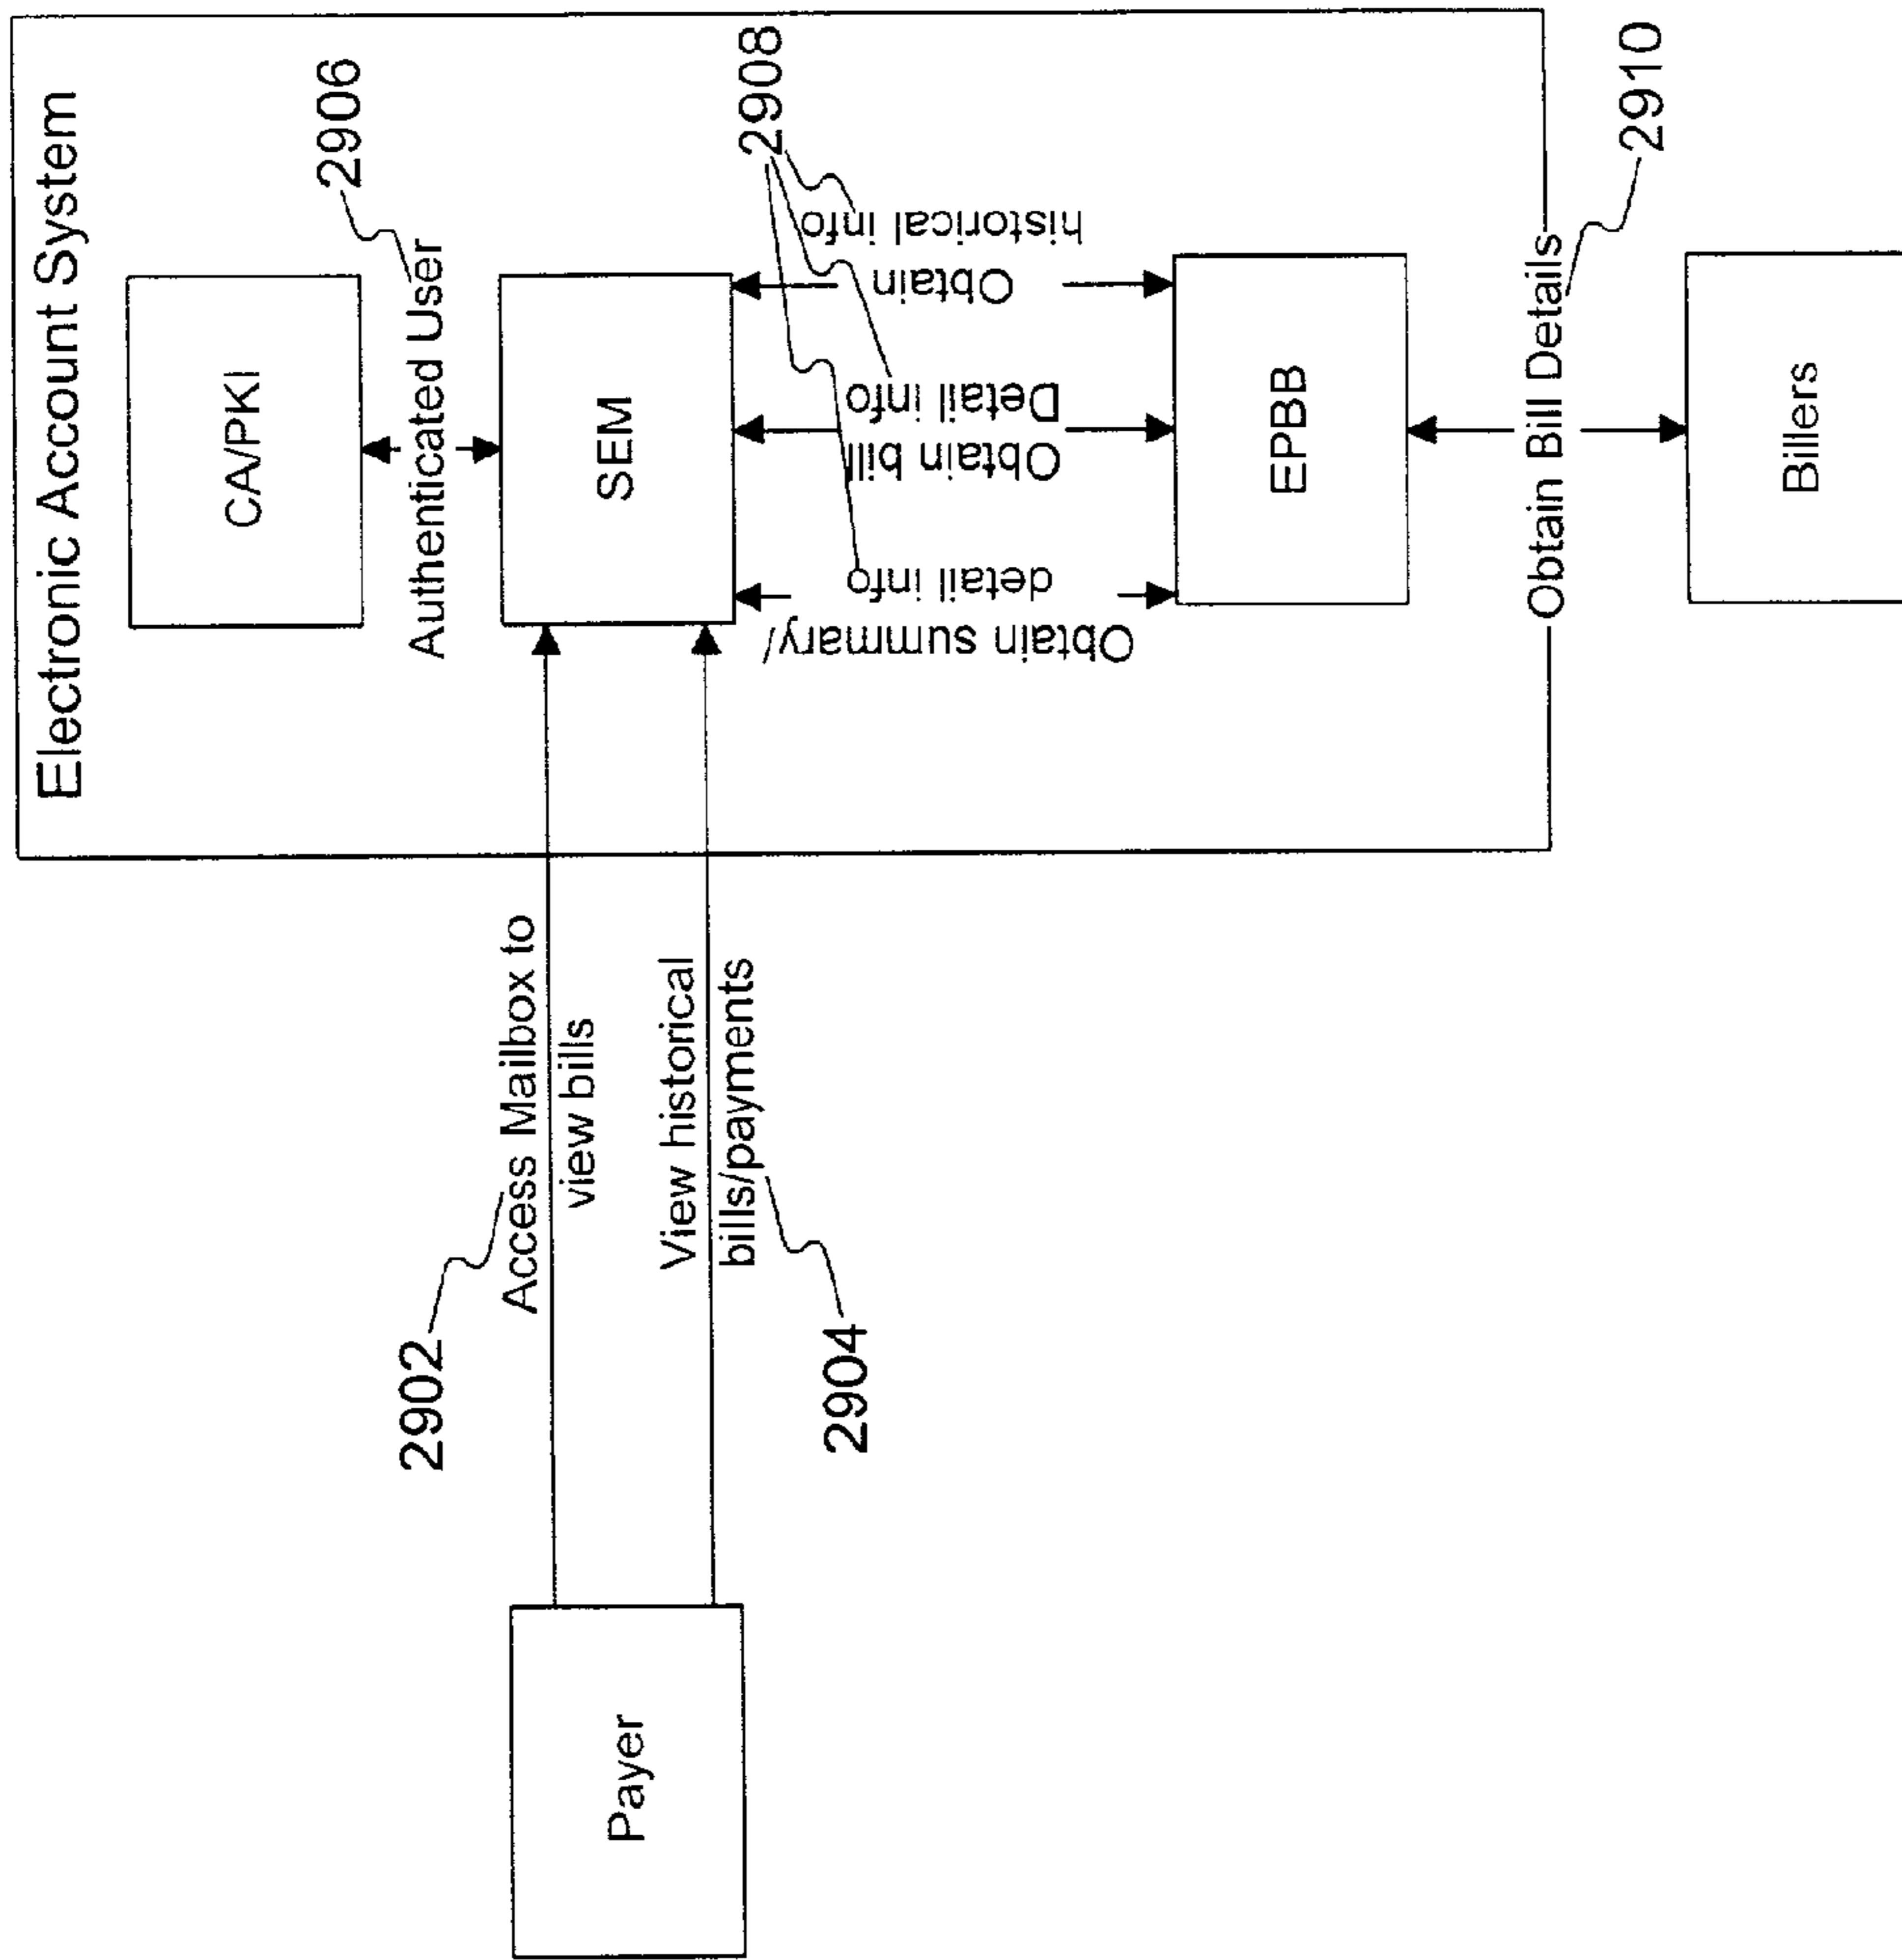 Electronic Account System
CA/PKI
2906
Authenticated User
2902
Access Mailbox to
view bills
Payer
SEM
View historical
bills/payments
2904
2908
Obtain summary/
detail info
Obtain bill
Detail info
Obtain
historical info
EPBB
Obtain Bill Details
2910
Billers